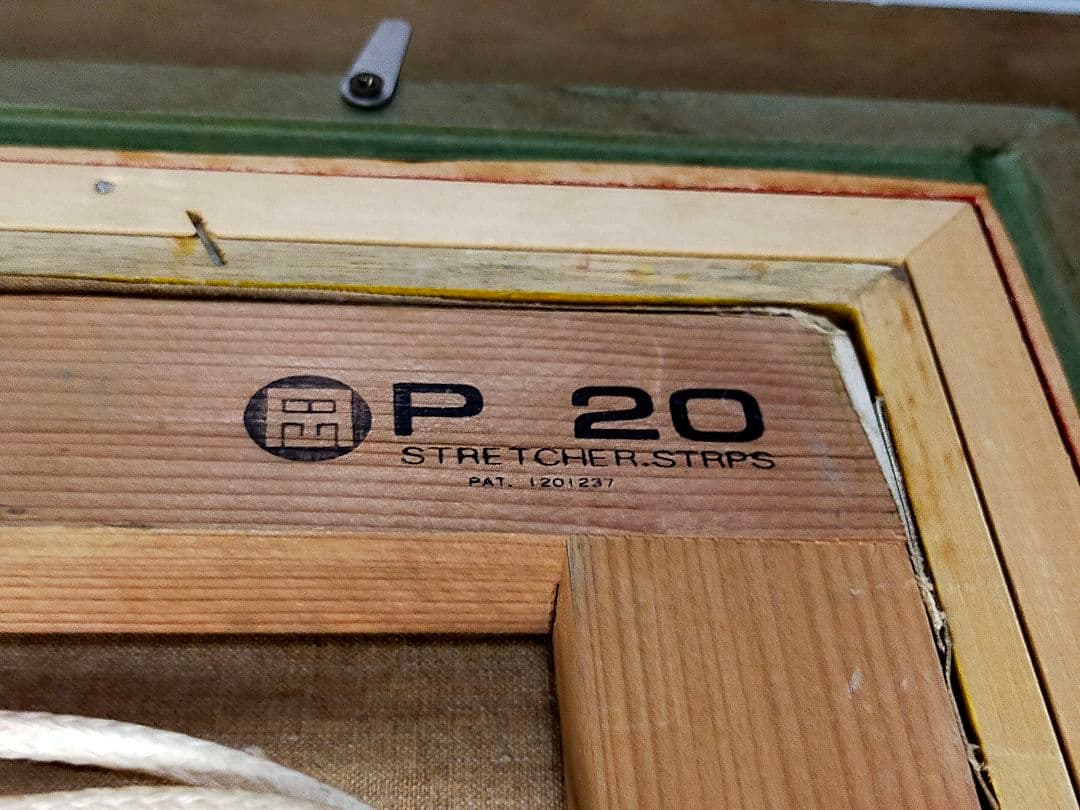 P 20
STRETCHER.STRPS
PAT. 1201237